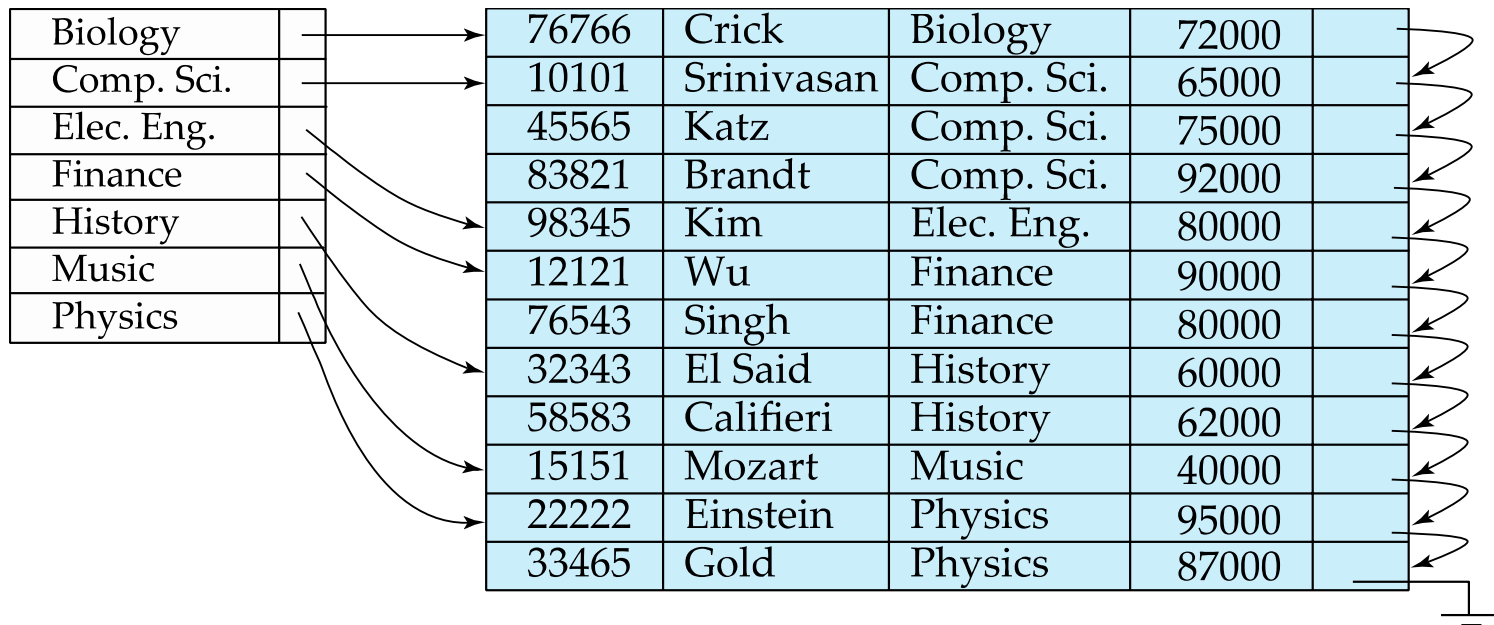 Biology
Comp. Sci.
Elec. Eng.
Finance
History
Music
Physics
76766 Crick Biology 72000
10101 Srinivasan Comp. Sci. 65000
45565 Katz Comp. Sci. 75000
83821 Brandt Comp. Sci. 92000
98345 Kim Elec. Eng. 80000
12121 Wu Finance 90000
76543 Singh Finance 80000
32343 El Said History 60000
58583 Califieri History 62000
15151 Mozart Music 40000
22222 Einstein Physics 95000
33465 Gold Physics 87000